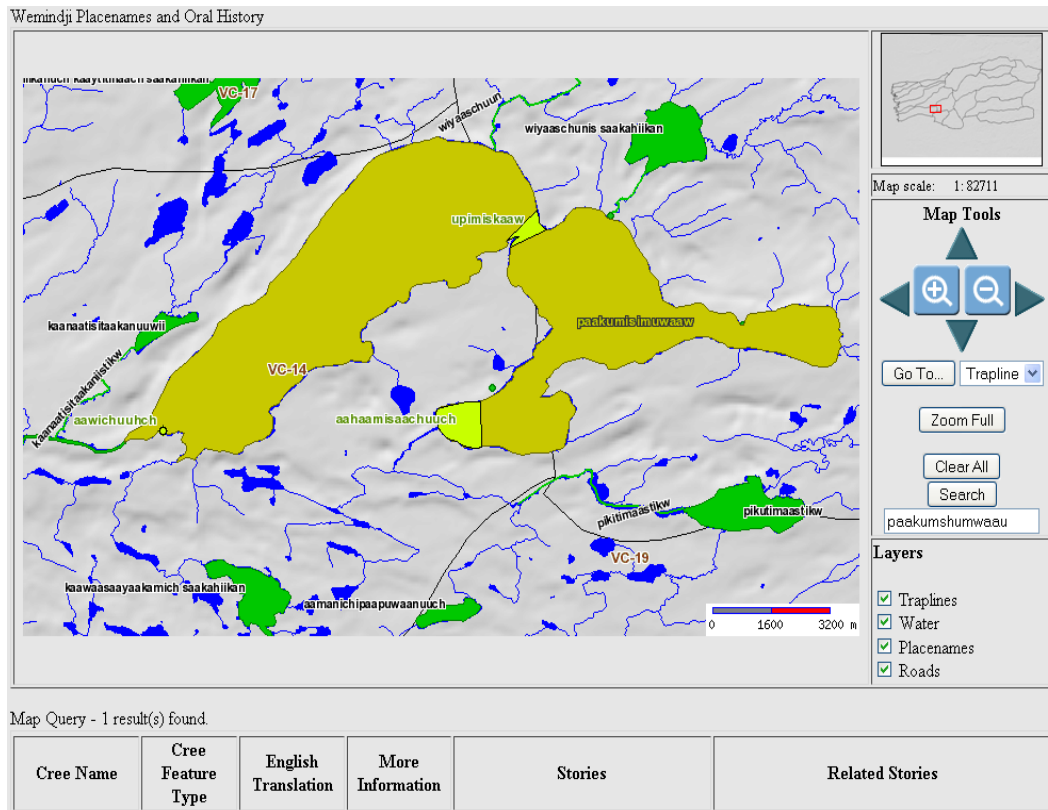 Wemindji Placenames and Oral History
VC-17
wiyaaschuun
wiyaaschunis saakahiikan
upimiskaaw
paakumisimuwaaw
kaanaatisitaakanuuwii
VC-14
kaanaatisitaakaniistikw
aawichuuhch
aahaamisaachuuch
pikitimaastikw
pikutimaastikw
VC-19
kaawaasaayaakamich saakahiikan
aamanichipaapuwaanuuch
0 1600 3200 m
Map scale: 1: 82711
Map Tools
Go To... Trapline
Zoom Full
Clear All
Search
paakumshumwaau
Layers
Traplines
Water
Placenames
Roads
Map Query - 1 result(s) found.
Cree Name
Cree
Feature
Type
English
Translation
More
Information
Stories
Related Stories